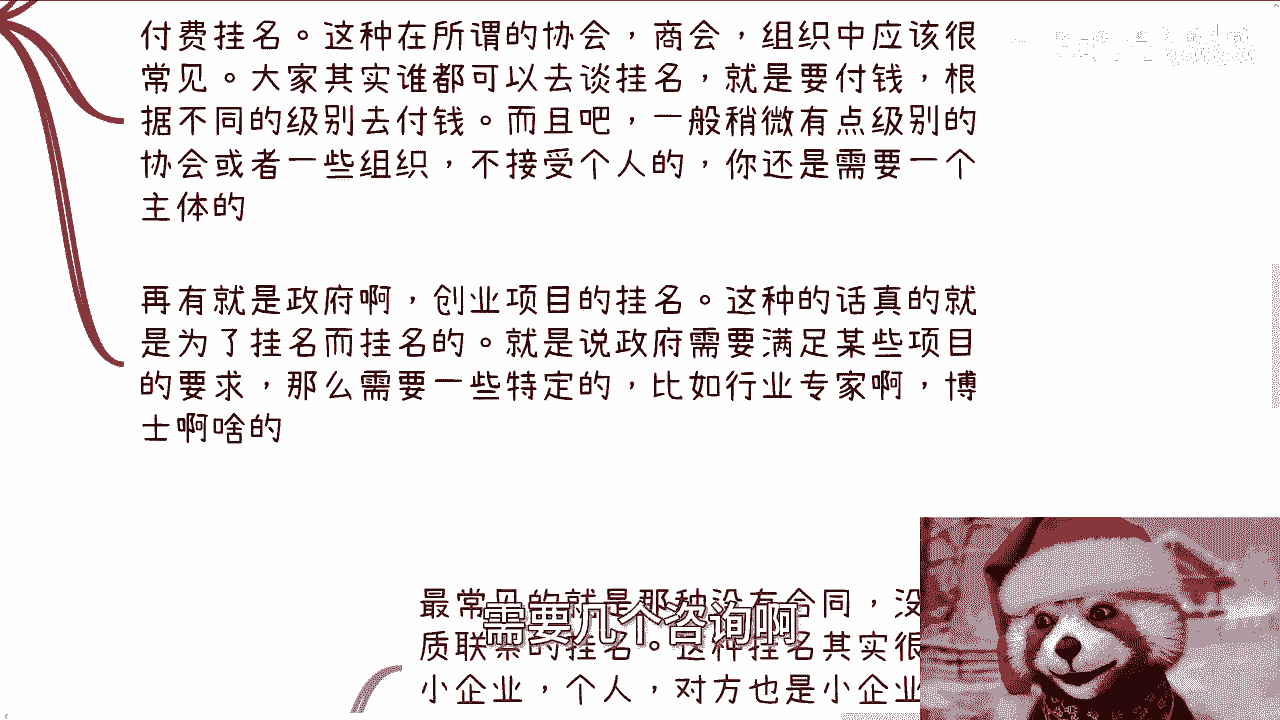 付费挂名。这种在所谓的协会，商会，组织中应该很
常见。大家其实谁都可以去谈挂名，就是要付钱，根
据不同的级别去付钱。而且吧，一般稍微有点级别的
协会或者一些组织，不接受个人的，你还是需要一个
主体的
再有就是政府啊，创业项目的挂名。这种的话真的就
是为了挂名而挂名的。就是说政府需要满足某些项目
的要求，那么需要一些特定的，比如行业专家啊，博
士啊啥的
最常见的就是那种没有合同，没
需要几个咨询啊
质联系的挂名。这种挂名其实很
小企业，个人，对方也是小企业